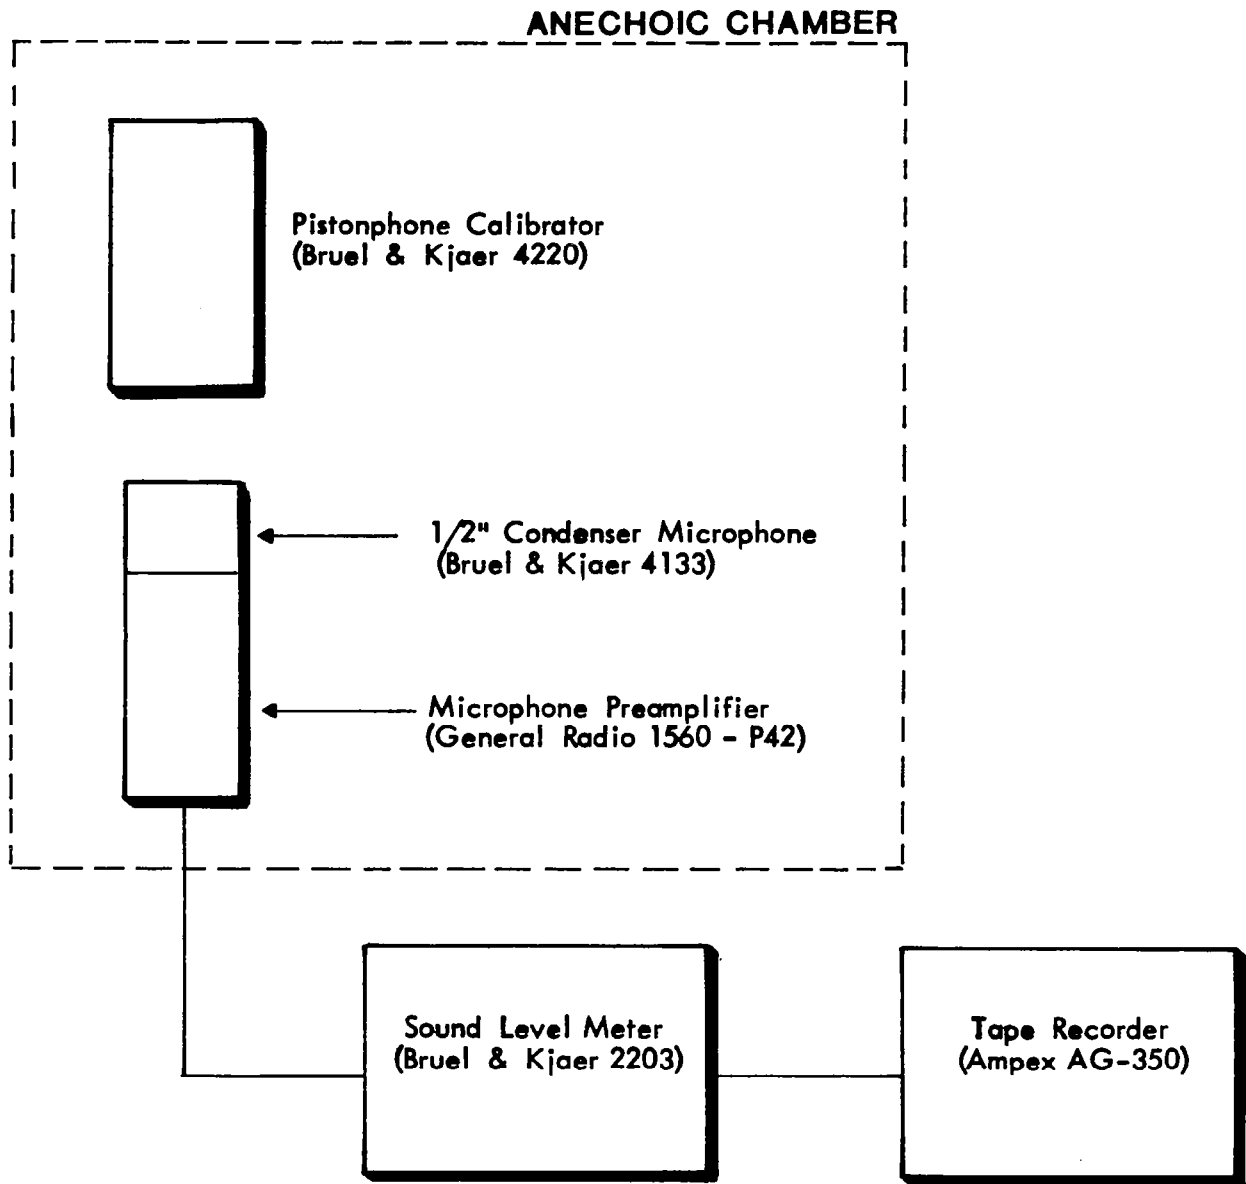 ANECHOIC CHAMBER
Pistonphone Calibrator
(Bruel & Kjaer 4220)
1/2" Condenser Microphone
(Bruel & Kjaer 4133)
Microphone Preamplifier
(General Radio 1560 - P42)
Sound Level Meter
(Bruel & Kjaer 2203)
Tape Recorder
(Ampex AG-350)